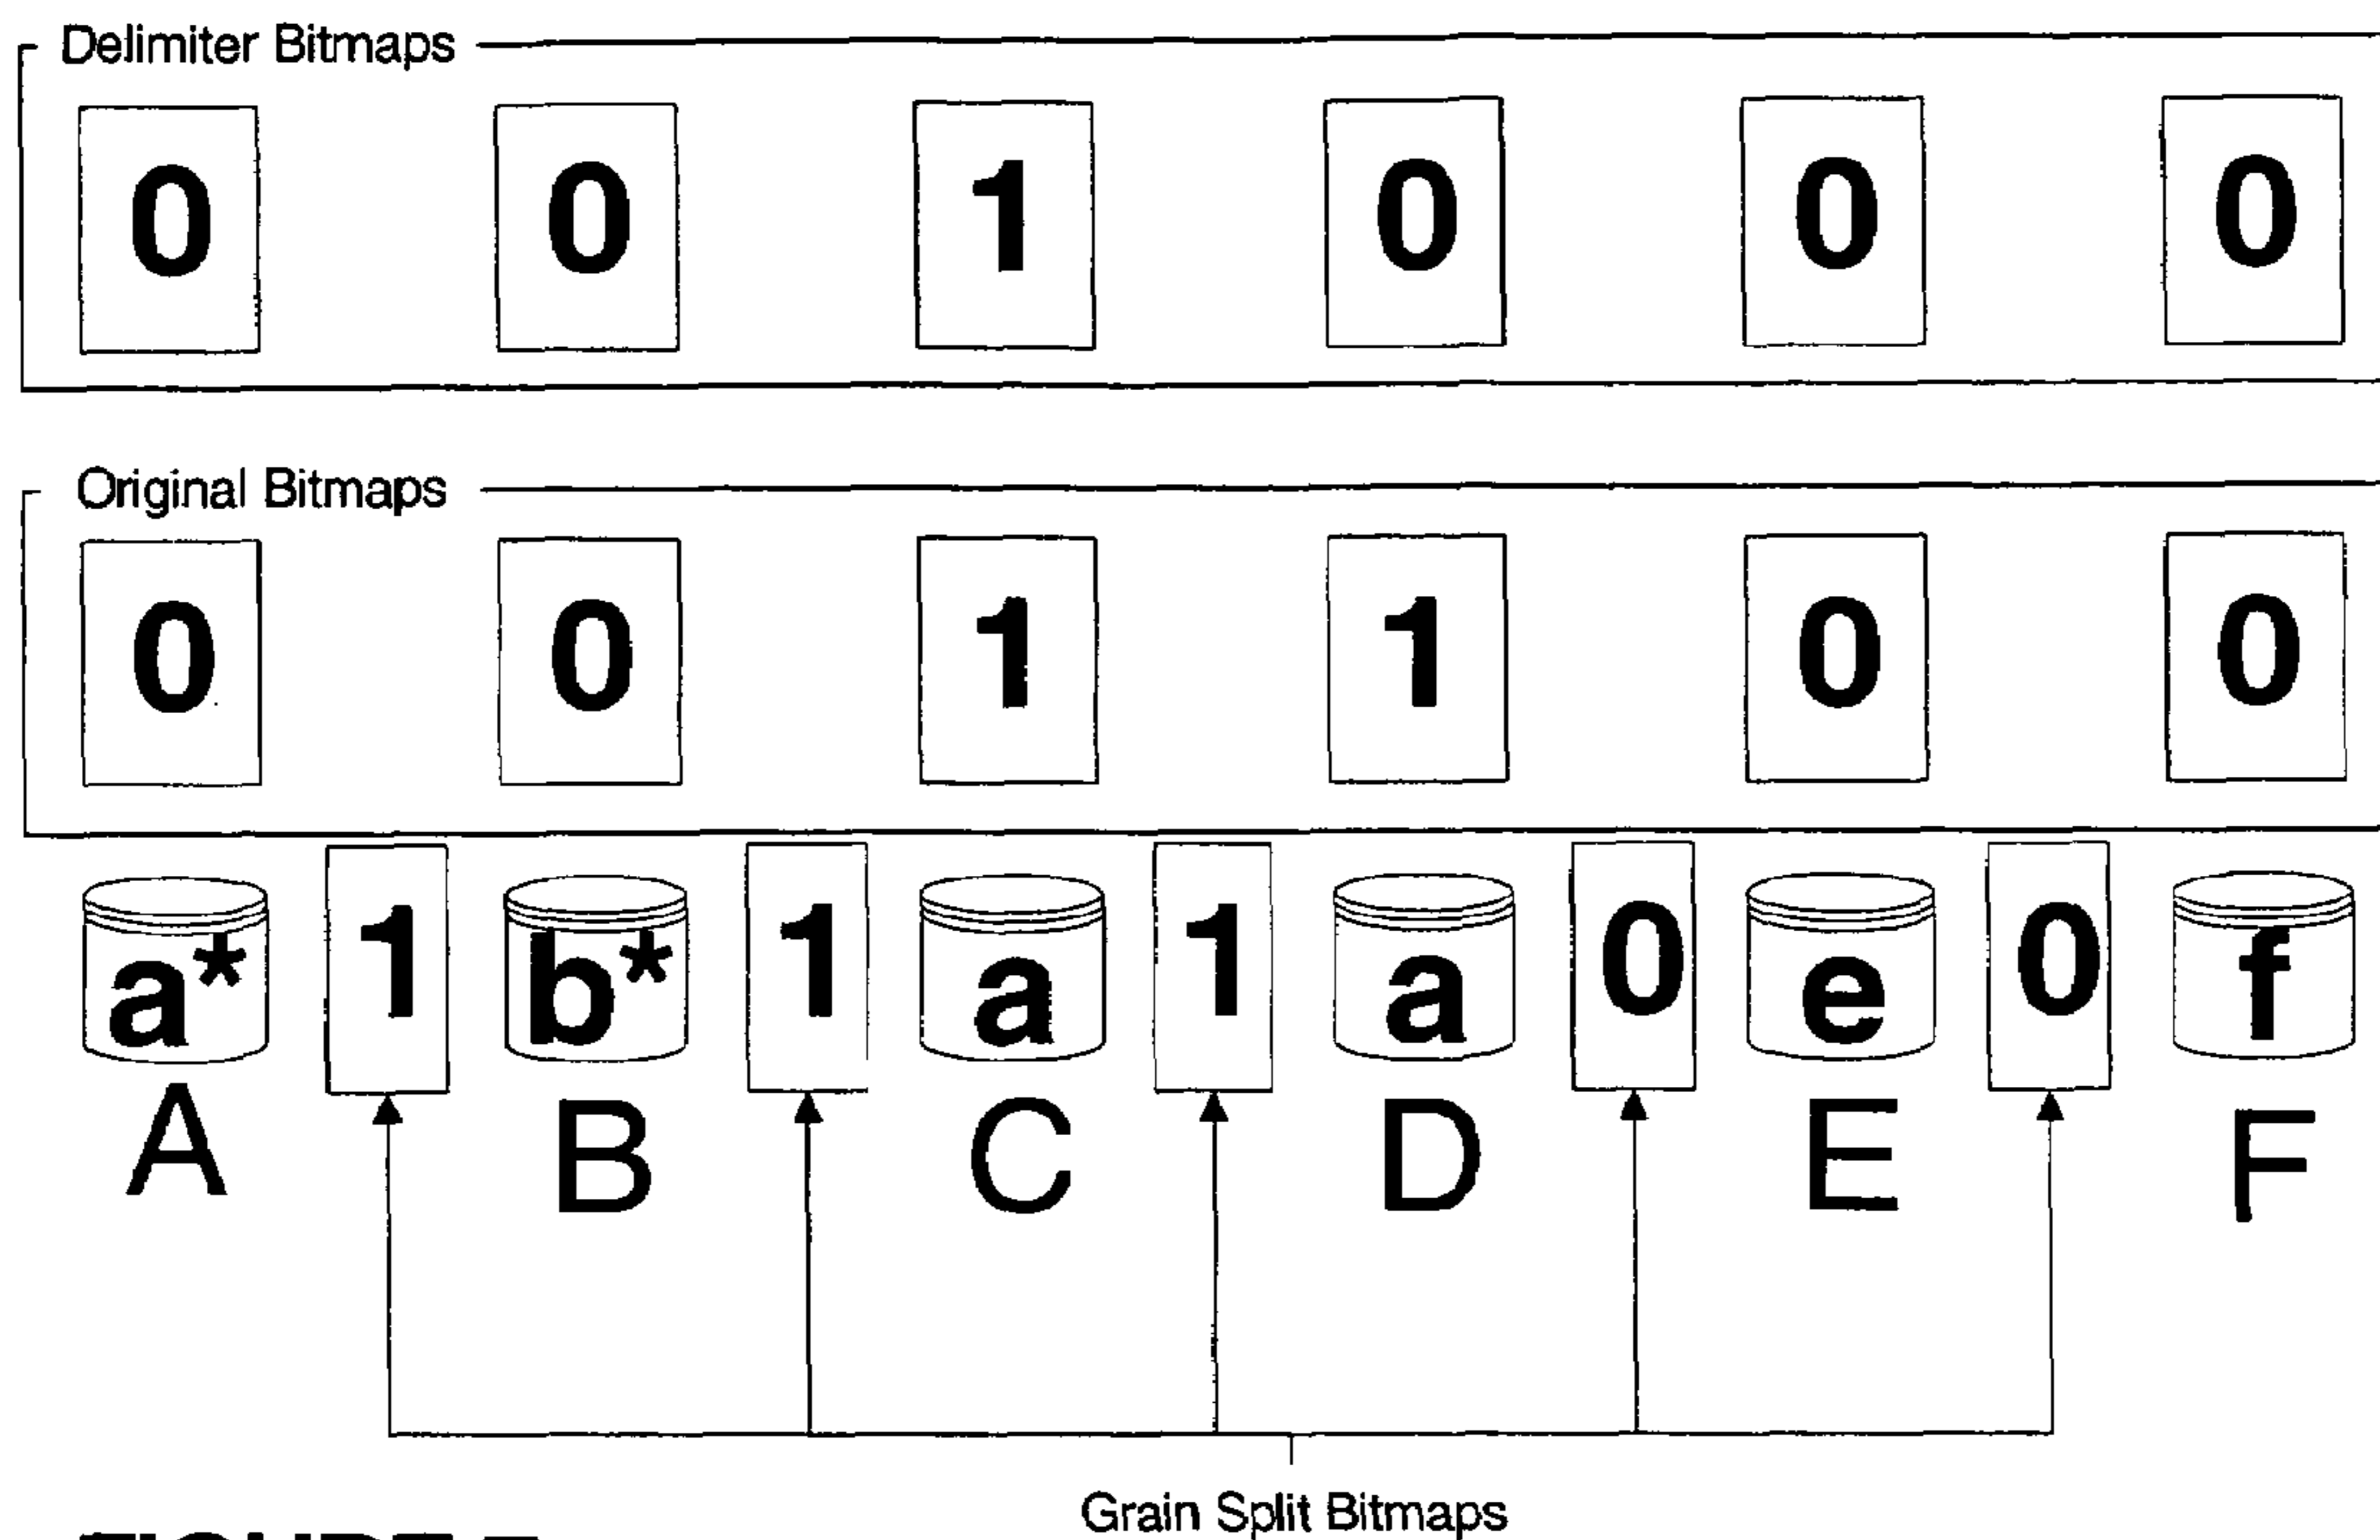 Delimiter Bitmaps
0 0 1 0 0 0
Original Bitmaps
0 0 1 1 0 0
a* 1 b* 1 a 1 a 0 e 0 f
A B C D E F
Grain Split Bitmaps